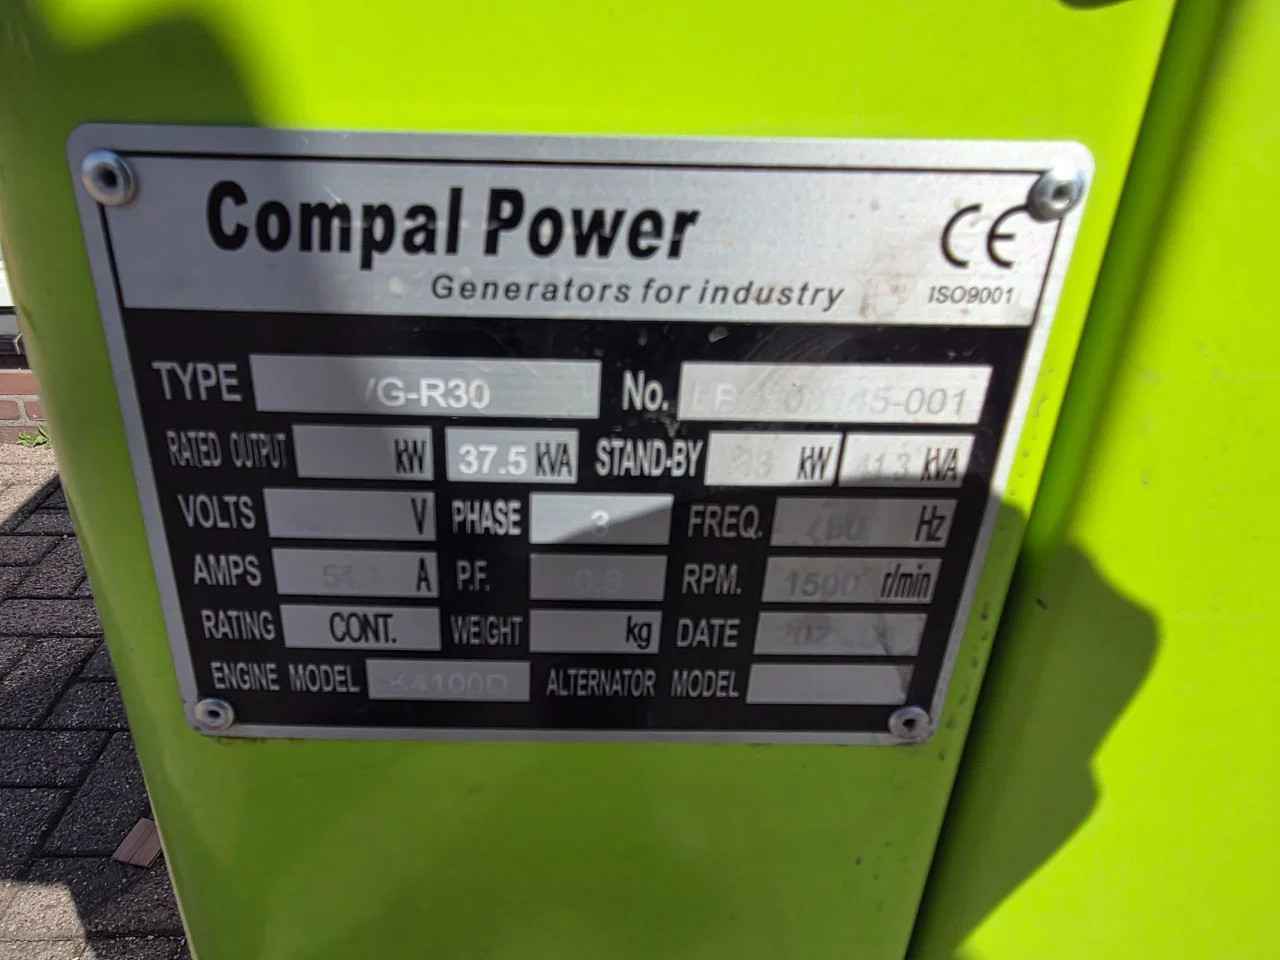 Compal Power
CE
Generators for industry
ISO9001
TYPE G-R30 No. 5-001
RATED OUTPUT kW 37.5 kVA STAND-BY kW kVA
VOLTS V PHASE 3 FREQ. Hz
AMPS A P.F. RPM. 1500 r/min
RATING CONT. WEIGHT kg DATE
ENGINE MODEL ALTERNATOR MODEL